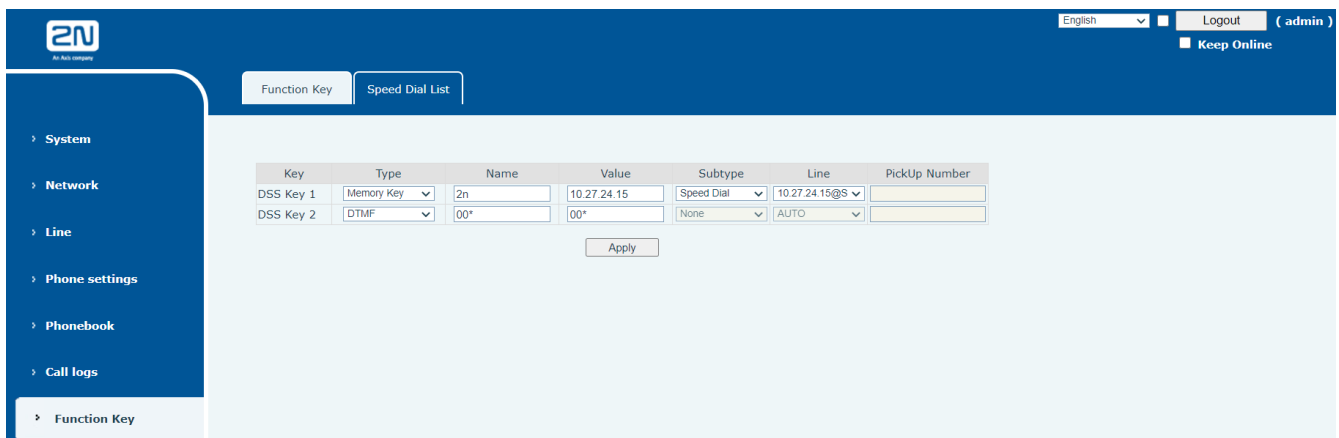 2N
An Axis company
English
Logout
( admin )
Keep Online
Function Key
Speed Dial List
System
Network
Line
Phone settings
Phonebook
Call logs
Function Key
Key Type Name Value Subtype Line PickUp Number
DSS Key 1 Memory Key 2n 10.27.24.15 Speed Dial 10.27.24.15@S
DSS Key 2 DTMF 00* 00* None AUTO
Apply